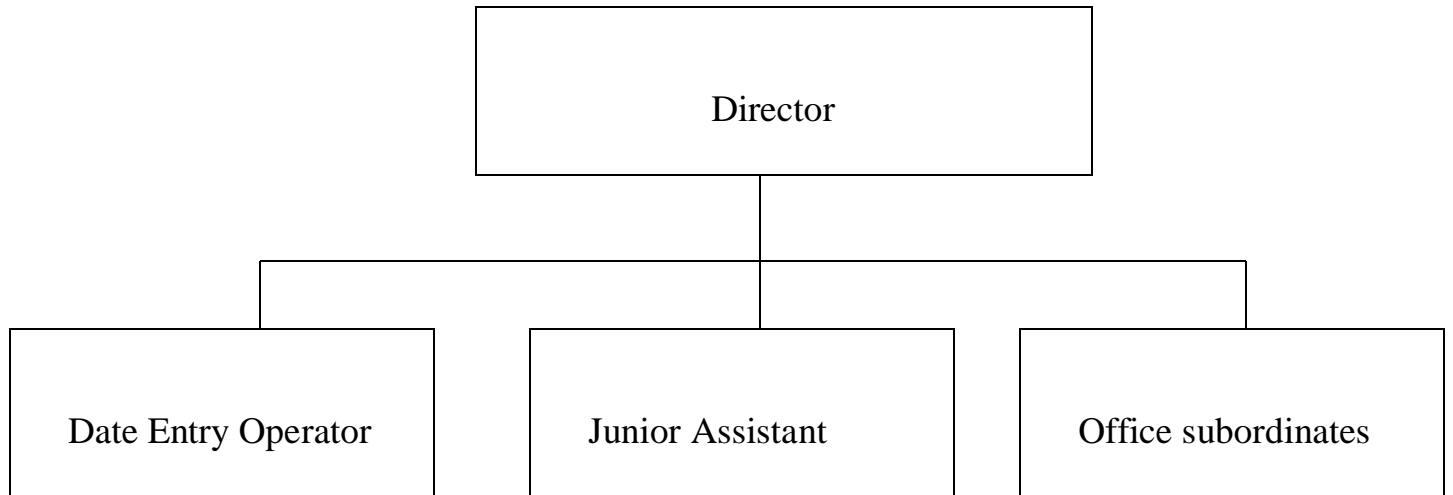 Director
Date Entry Operator
Junior Assistant
Office subordinates